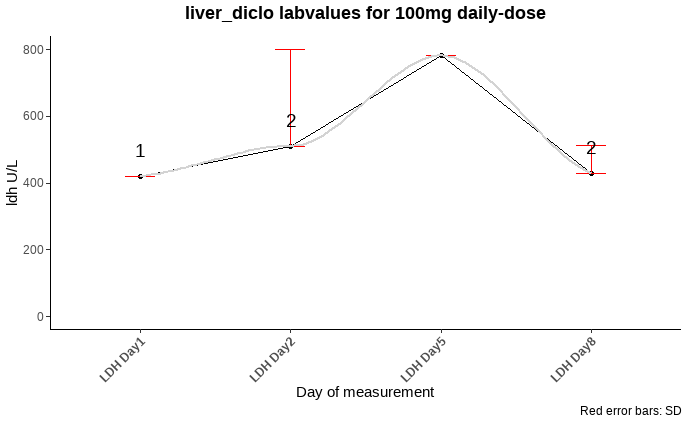 liver_diclo labvalues for 100mg daily-dose
ldh U/L
800
600
400
200
0
1
2
2
LDH Day1
LDH Day2
LDH Day5
LDH Day8
Day of measurement
Red error bars: SD